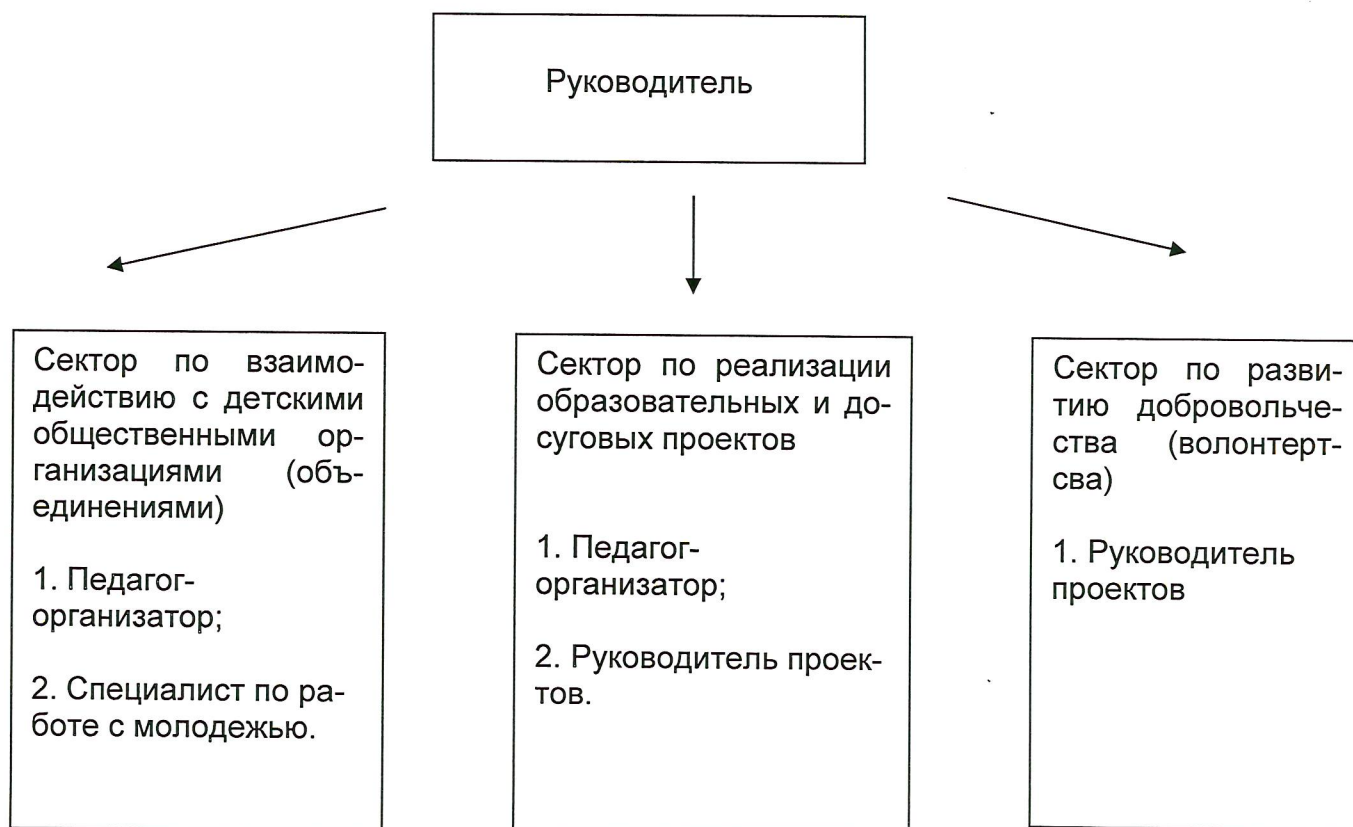 Руководитель
Сектор по взаимо-
действию с детскими
общественными ор-
ганизациями (объ-
единениями)
1. Педагог-
организатор;
2. Специалист по ра-
боте с молодежью.
Сектор по реализации
образовательных и до-
суговых проектов
1. Педагог-
организатор;
2. Руководитель проек-
тов.
Сектор по разви-
тию добровольче-
ства (волонтерт-
сва)
1. Руководитель
проектов